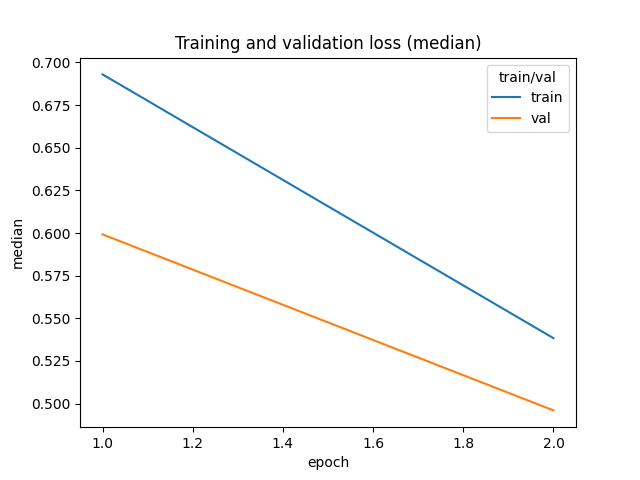 Training and validation loss (median)
train/val
train
val
0.700
0.675
0.650
0.625
0.600
0.575
0.550
0.525
0.500
median
1.0 1.2 1.4 1.6 1.8 2.0
epoch